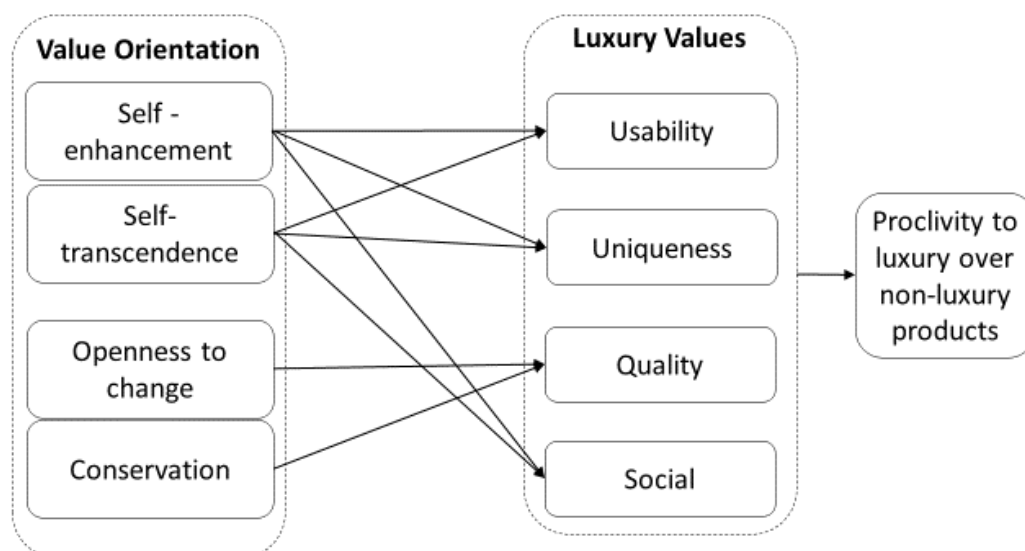 Value Orientation
Self -
enhancement
Self-
transcendence
Openness to
change
Conservation
Luxury Values
Usability
Uniqueness
Quality
Social
Proclivity to
luxury over
non-luxury
products